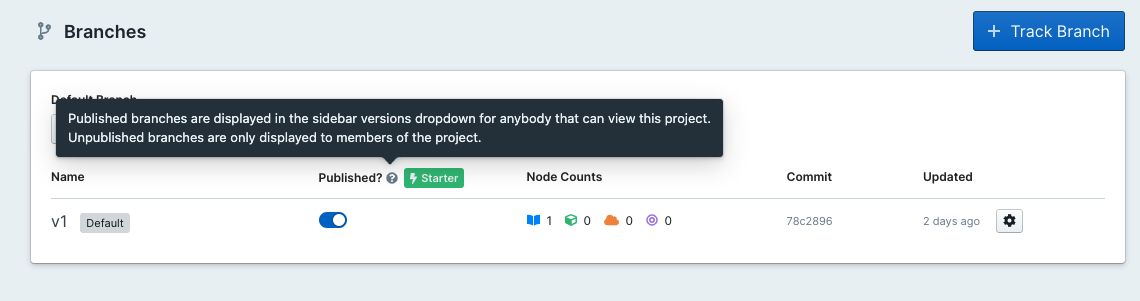 Branches
+ Track Branch
Default Branch
Published branches are displayed in the sidebar versions dropdown for anybody that can view this project.
Unpublished branches are only displayed to members of the project.
Name Published? ? Starter Node Counts Commit Updated
v1 Default 1 0 0 0 78c2896 2 days ago